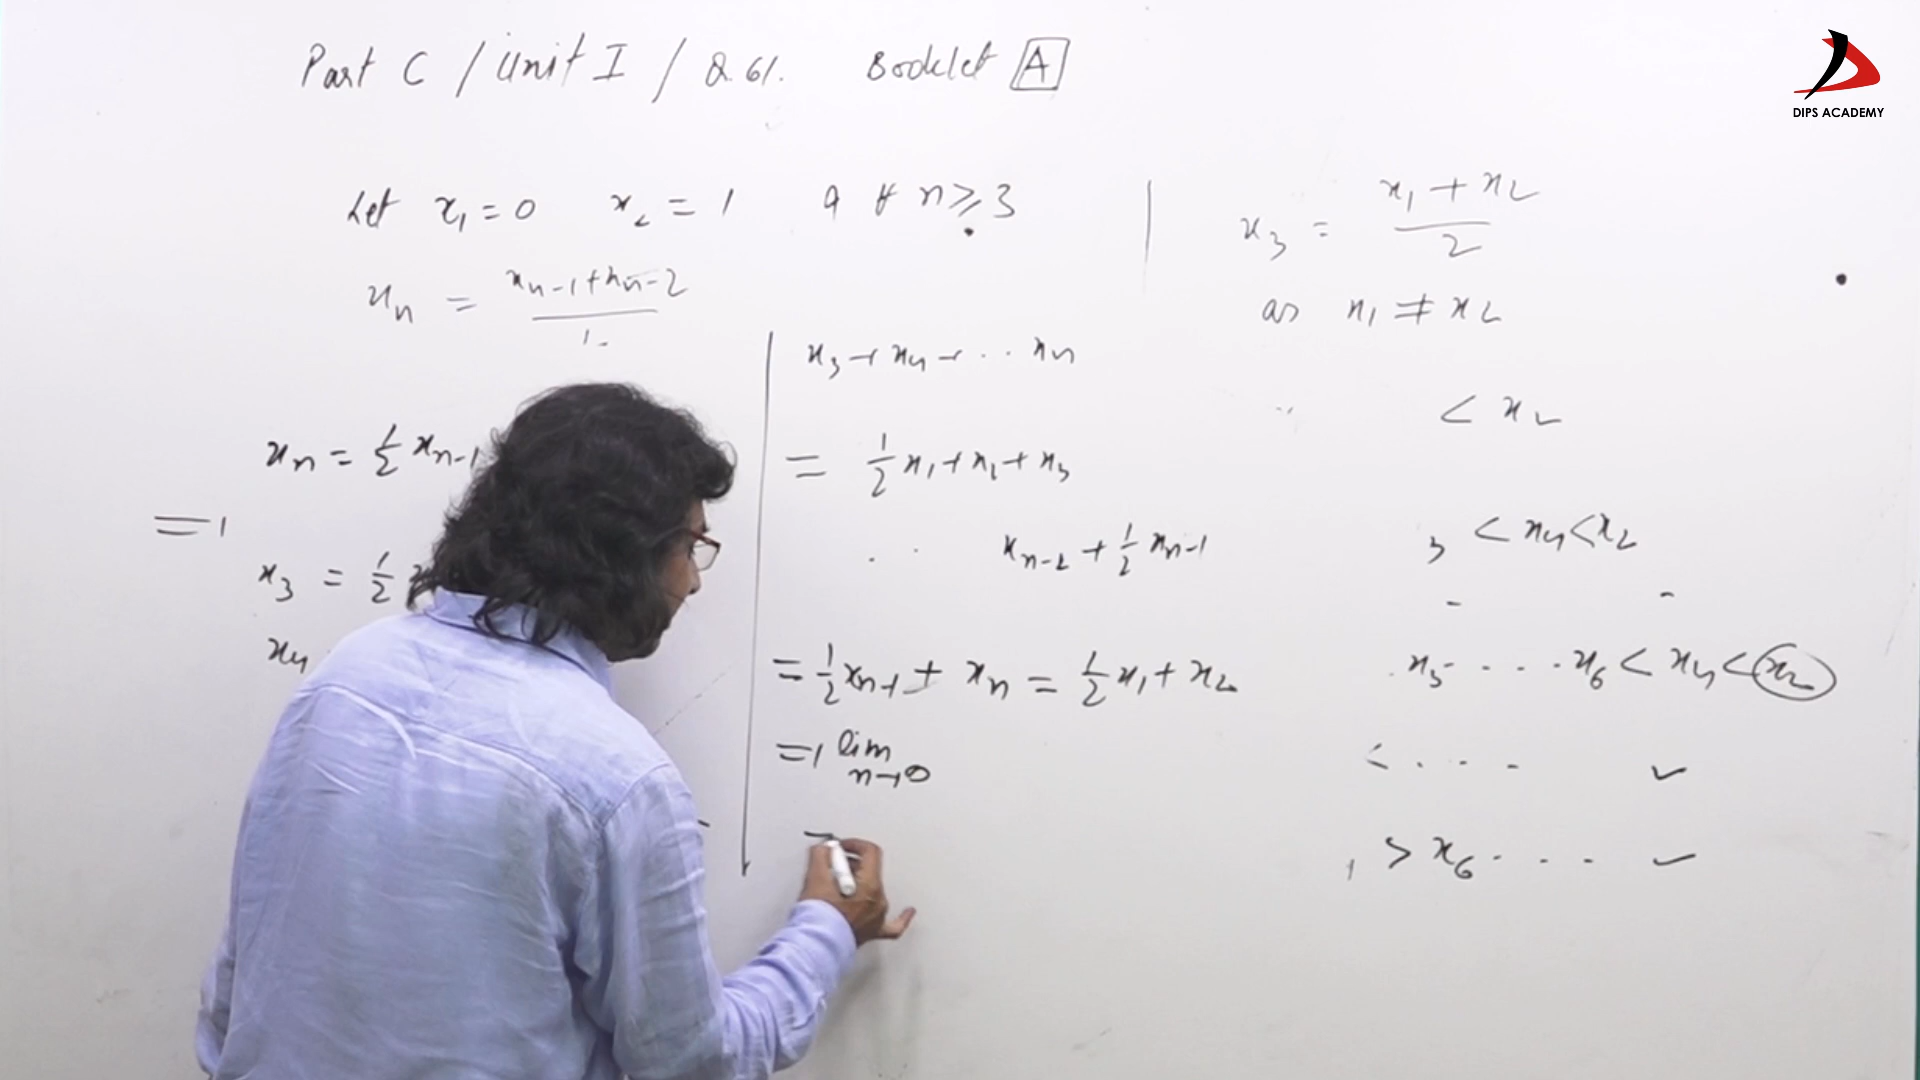 Part C / Unit I / Q.61. Booklet A
DIPS ACADEMY
Let x₁ = 0 x₂ = 1 & ∀ n ≥ 3
xₙ = xₙ₋₁ + xₙ₋₂
xₙ = ½ xₙ₋₁
⇒
x₃ = ½
x₄
x₃ + x₄ + ... xₙ
= ½ x₁ + x₂ + x₃
. . xₙ₋₂ + ½ xₙ₋₁
= ½ xₙ₋₁ + xₙ = ½ x₁ + x₂
⇒ lim n→∞
x₃ = (x₁ + x₂)/2
as x₁ ≠ x₂
< x₂
₃ < x₄ < x₂
x₅ . . . . x₆ < x₄ < x₂
< . . . ✓
> x₆ . . . ✓